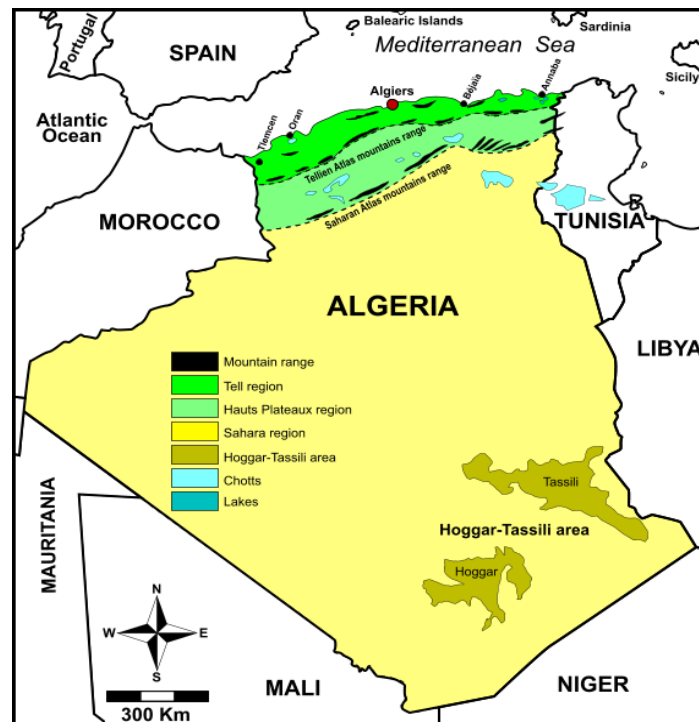 Balearic Islands
Sardinia
Portugal
SPAIN
Mediterranean Sea
Sicily
Algiers
Béjaïa
Annaba
Atlantic
Ocean
Oran
Tlemcen
Tellien Atlas mountains range
Saharan Atlas mountains range
MOROCCO
TUNISIA
ALGERIA
LIBYA
Mountain range
Tell region
Hauts Plateaux region
Sahara region
Hoggar-Tassili area
Chotts
Lakes
Tassili
Hoggar-Tassili area
Hoggar
MAURITANIA
N
W
E
S
300 Km
MALI
NIGER